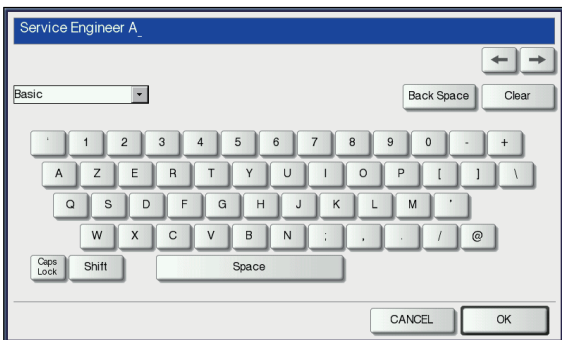 Service Engineer A_
← →
Basic Back Space Clear
' 1 2 3 4 5 6 7 8 9 0 - +
A Z E R T Y U I O P [ ] \
Q S D F G H J K L M '
W X C V B N ; , . / @
Caps Lock Shift Space
CANCEL OK